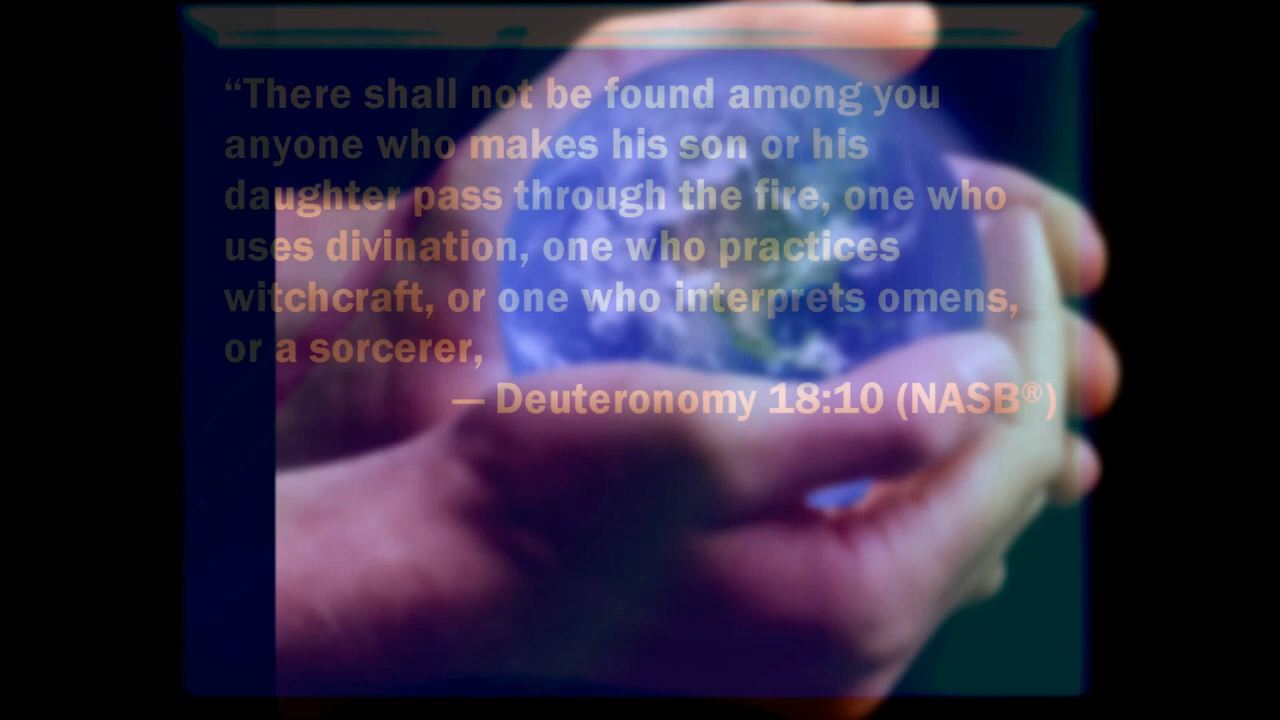 “There shall not be found among you
anyone who makes his son or his
daughter pass through the fire, one who
uses divination, one who practices
witchcraft, or one who interprets omens,
or a sorcerer,
— Deuteronomy 18:10 (NASB®)